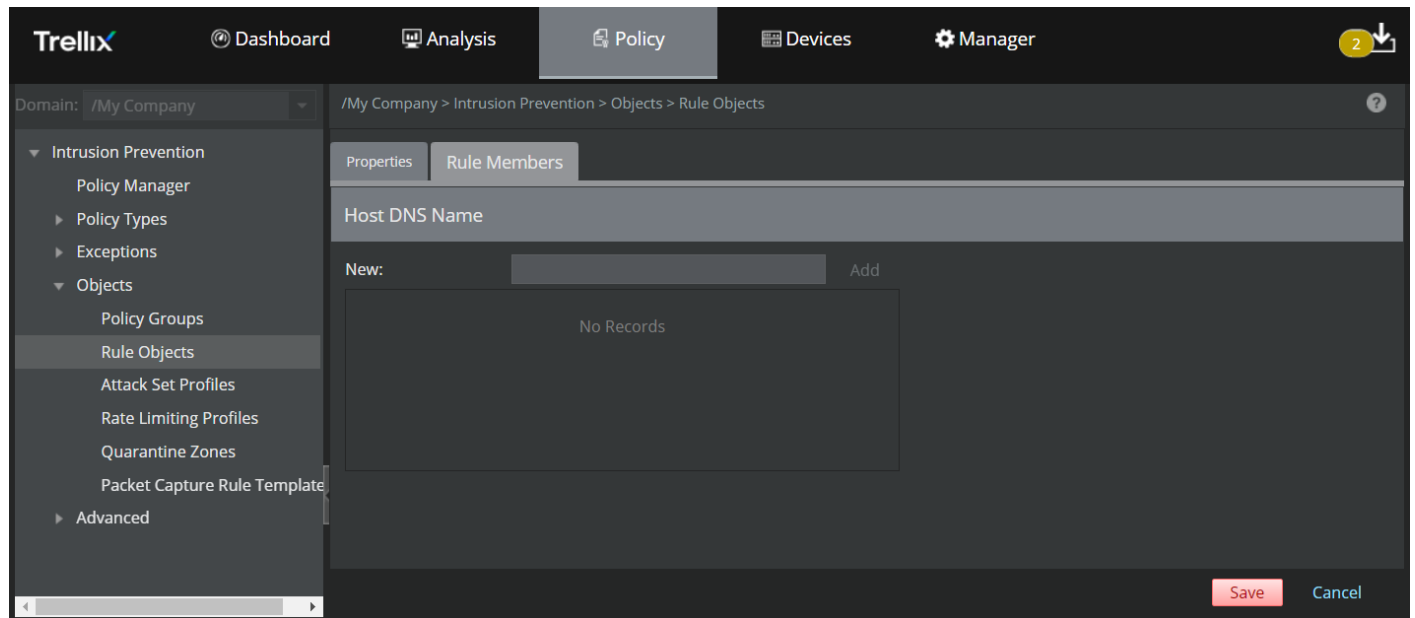 Trellix
Dashboard
Analysis
Policy
Devices
Manager
2
Domain: /My Company
/My Company > Intrusion Prevention > Objects > Rule Objects
?
Intrusion Prevention
Policy Manager
Policy Types
Exceptions
Objects
Policy Groups
Rule Objects
Attack Set Profiles
Rate Limiting Profiles
Quarantine Zones
Packet Capture Rule Template
Advanced
Properties
Rule Members
Host DNS Name
New:
Add
No Records
Save
Cancel